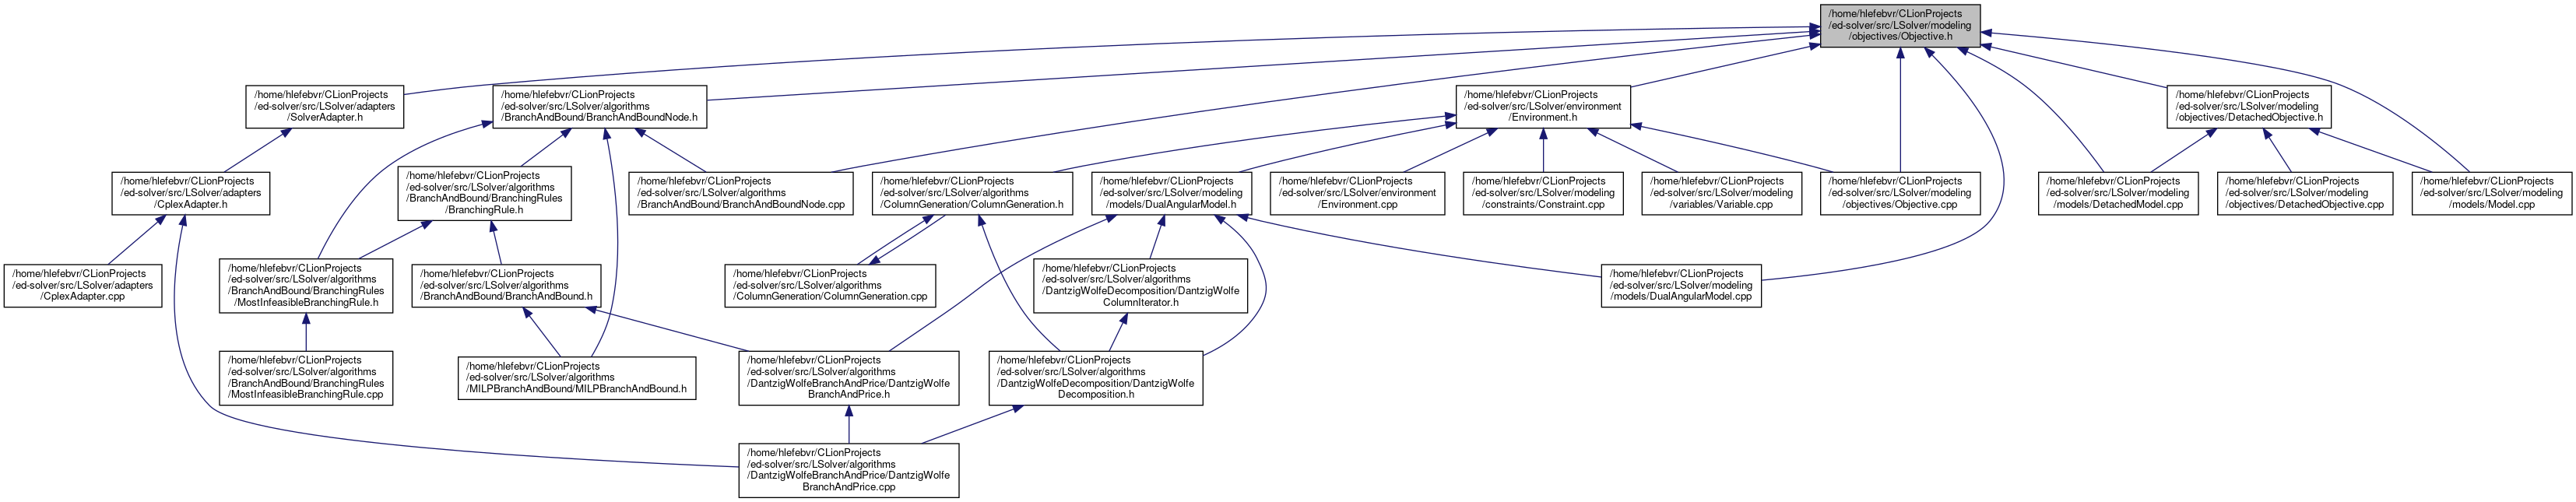 /home/hlefebvr/CLionProjects
/ed-solver/src/LSolver/modeling
/objectives/Objective.h
/home/hlefebvr/CLionProjects
/ed-solver/src/LSolver/adapters
/SolverAdapter.h
/home/hlefebvr/CLionProjects
/ed-solver/src/LSolver/algorithms
/BranchAndBound/BranchAndBoundNode.h
/home/hlefebvr/CLionProjects
/ed-solver/src/LSolver/environment
/Environment.h
/home/hlefebvr/CLionProjects
/ed-solver/src/LSolver/modeling
/objectives/DetachedObjective.h
/home/hlefebvr/CLionProjects
/ed-solver/src/LSolver/adapters
/CplexAdapter.h
/home/hlefebvr/CLionProjects
/ed-solver/src/LSolver/algorithms
/BranchAndBound/BranchingRules
/BranchingRule.h
/home/hlefebvr/CLionProjects
/ed-solver/src/LSolver/algorithms
/BranchAndBound/BranchAndBoundNode.cpp
/home/hlefebvr/CLionProjects
/ed-solver/src/LSolver/algorithms
/ColumnGeneration/ColumnGeneration.h
/home/hlefebvr/CLionProjects
/ed-solver/src/LSolver/modeling
/models/DualAngularModel.h
/home/hlefebvr/CLionProjects
/ed-solver/src/LSolver/environment
/Environment.cpp
/home/hlefebvr/CLionProjects
/ed-solver/src/LSolver/modeling
/constraints/Constraint.cpp
/home/hlefebvr/CLionProjects
/ed-solver/src/LSolver/modeling
/variables/Variable.cpp
/home/hlefebvr/CLionProjects
/ed-solver/src/LSolver/modeling
/objectives/Objective.cpp
/home/hlefebvr/CLionProjects
/ed-solver/src/LSolver/modeling
/models/DetachedModel.cpp
/home/hlefebvr/CLionProjects
/ed-solver/src/LSolver/modeling
/objectives/DetachedObjective.cpp
/home/hlefebvr/CLionProjects
/ed-solver/src/LSolver/modeling
/models/Model.cpp
/home/hlefebvr/CLionProjects
/ed-solver/src/LSolver/adapters
/CplexAdapter.cpp
/home/hlefebvr/CLionProjects
/ed-solver/src/LSolver/algorithms
/BranchAndBound/BranchingRules
/MostInfeasibleBranchingRule.h
/home/hlefebvr/CLionProjects
/ed-solver/src/LSolver/algorithms
/BranchAndBound/BranchAndBound.h
/home/hlefebvr/CLionProjects
/ed-solver/src/LSolver/algorithms
/ColumnGeneration/ColumnGeneration.cpp
/home/hlefebvr/CLionProjects
/ed-solver/src/LSolver/algorithms
/DantzigWolfeDecomposition/DantzigWolfe
ColumnIterator.h
/home/hlefebvr/CLionProjects
/ed-solver/src/LSolver/modeling
/models/DualAngularModel.cpp
/home/hlefebvr/CLionProjects
/ed-solver/src/LSolver/algorithms
/BranchAndBound/BranchingRules
/MostInfeasibleBranchingRule.cpp
/home/hlefebvr/CLionProjects
/ed-solver/src/LSolver/algorithms
/MILPBranchAndBound/MILPBranchAndBound.h
/home/hlefebvr/CLionProjects
/ed-solver/src/LSolver/algorithms
/DantzigWolfeBranchAndPrice/DantzigWolfe
BranchAndPrice.h
/home/hlefebvr/CLionProjects
/ed-solver/src/LSolver/algorithms
/DantzigWolfeDecomposition/DantzigWolfe
Decomposition.h
/home/hlefebvr/CLionProjects
/ed-solver/src/LSolver/algorithms
/DantzigWolfeBranchAndPrice/DantzigWolfe
BranchAndPrice.cpp